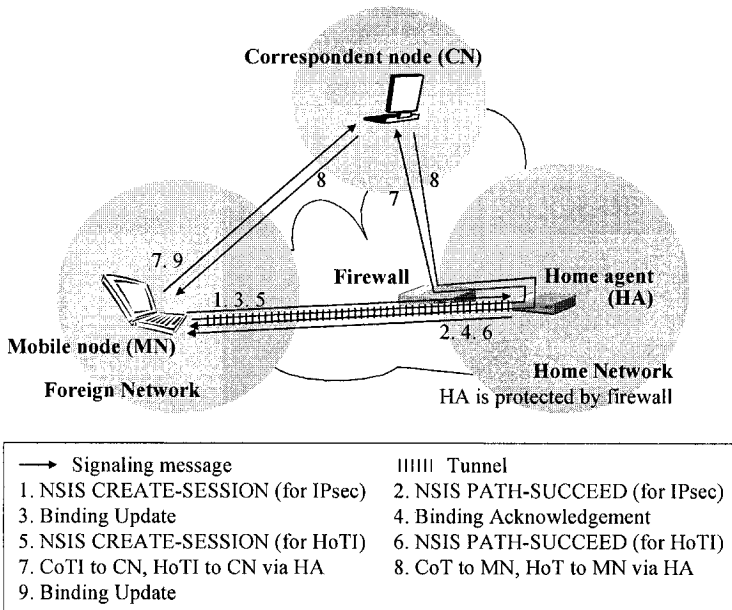 Correspondent node (CN)
8
7
8
7. 9
Firewall
Home agent
(HA)
1. 3. 5
2. 4. 6
Mobile node (MN)
Foreign Network
Home Network
HA is protected by firewall
Signaling message
Tunnel
1. NSIS CREATE-SESSION (for IPsec)
2. NSIS PATH-SUCCEED (for IPsec)
3. Binding Update
4. Binding Acknowledgement
5. NSIS CREATE-SESSION (for HoTI)
6. NSIS PATH-SUCCEED (for HoTI)
7. CoTI to CN, HoTI to CN via HA
8. CoT to MN, HoT to MN via HA
9. Binding Update